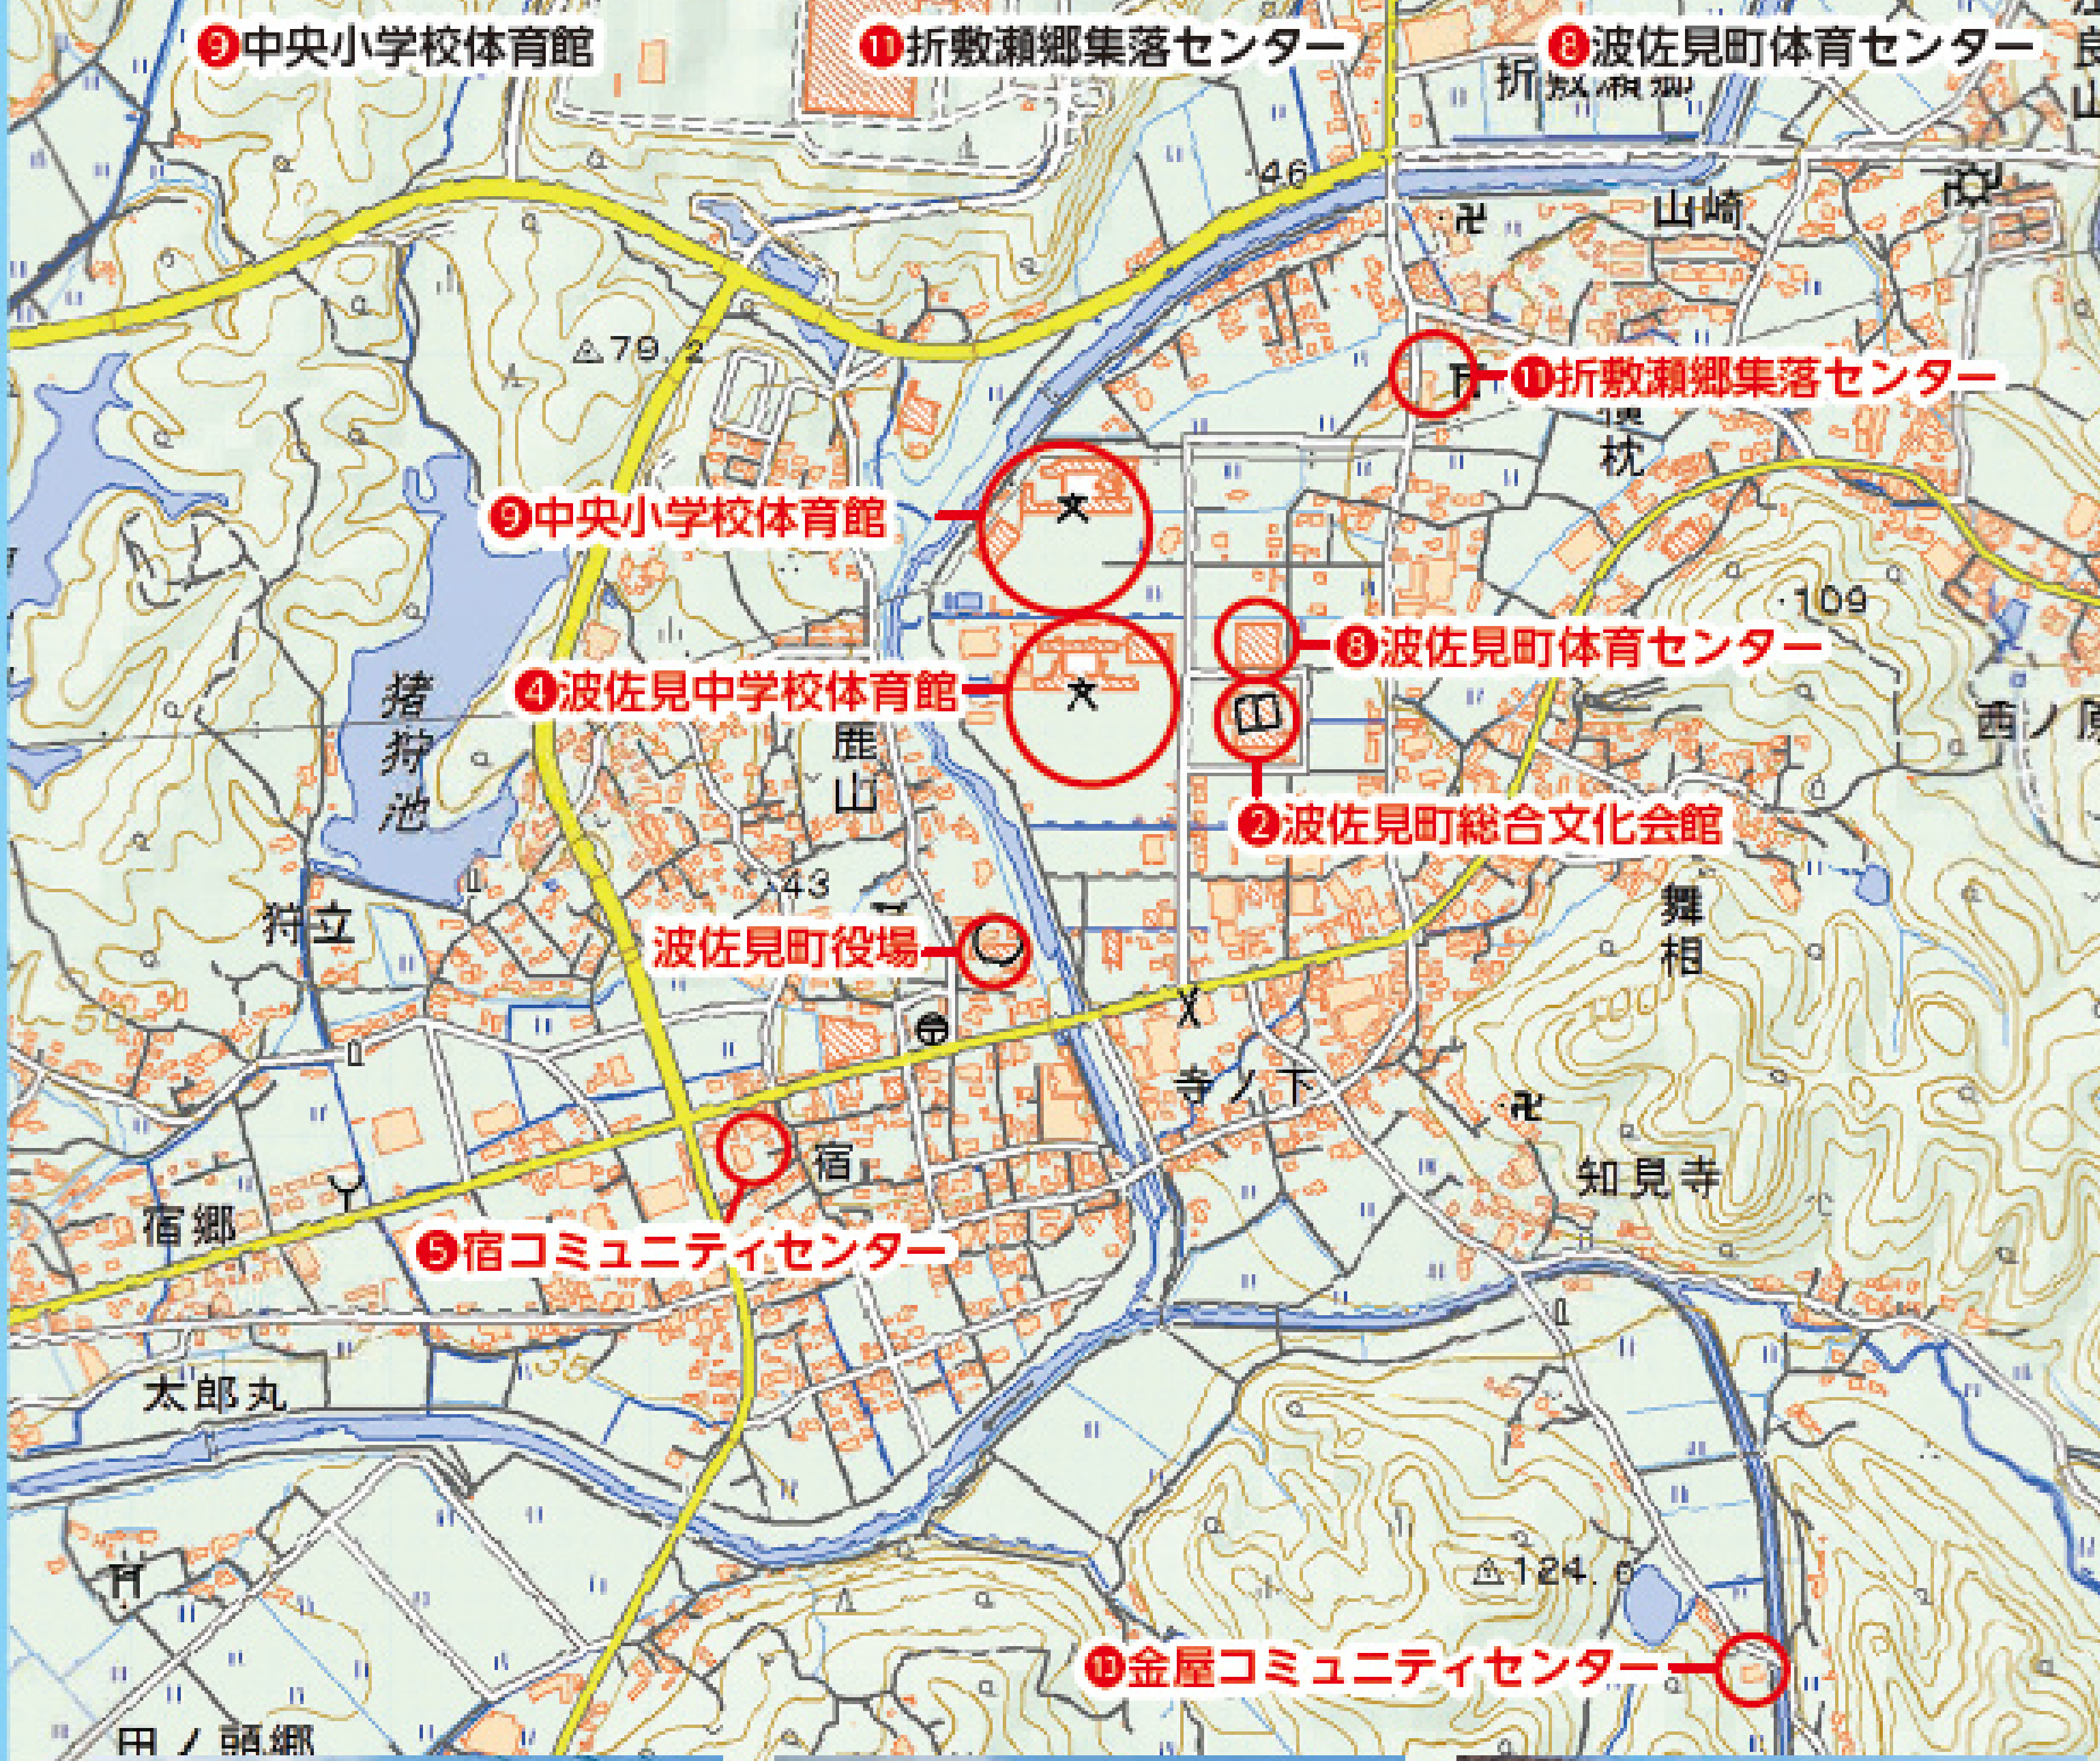 ❾中央小学校体育館
⓫折敷瀬郷集落センター
❽波佐見町体育センター
折敷瀬郷
良山
46
山崎
79.2
⓫折敷瀬郷集落センター
横枕
❾中央小学校体育館
109
❽波佐見町体育センター
❹波佐見中学校体育館
猪狩池
鹿山
西ノ原
❷波佐見町総合文化会館
43
舞相
狩立
波佐見町役場
50
寺ノ下
宿
知見寺
宿郷
❺宿コミュニティセンター
35
太郎丸
124.6
金屋コミュニティセンター
田ノ頭郷